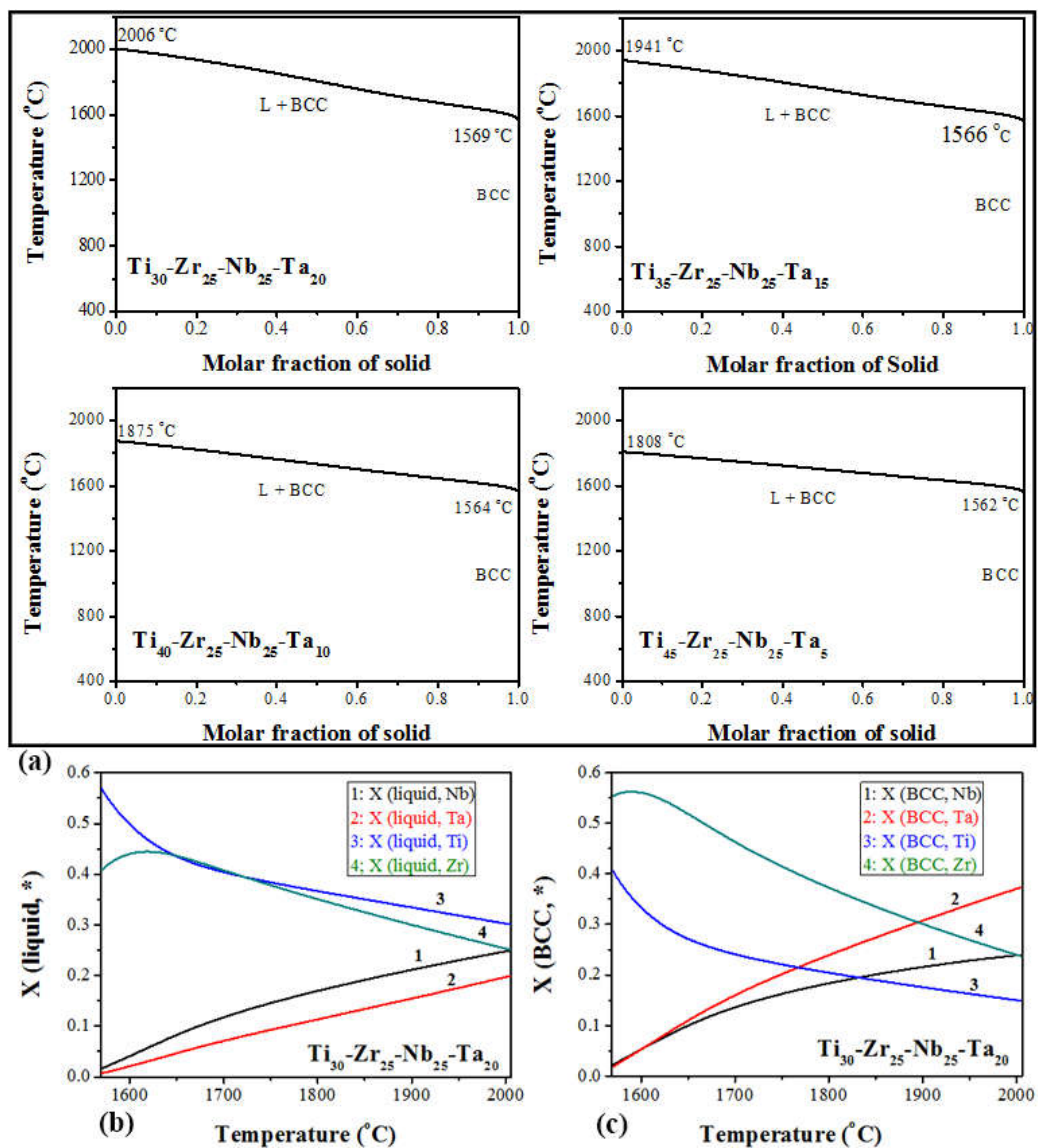 2006 °C
2000
1600
1200
800
400
Temperature (°C)
L + BCC
1569 °C
BCC
Ti₃₀-Zr₂₅-Nb₂₅-Ta₂₀
0.0 0.2 0.4 0.6 0.8 1.0
Molar fraction of solid
1941 °C
2000
1600
1200
800
400
Temperature (°C)
L + BCC
1566 °C
BCC
Ti₃₅-Zr₂₅-Nb₂₅-Ta₁₅
0.0 0.2 0.4 0.6 0.8 1.0
Molar fraction of Solid
1875 °C
2000
1600
1200
800
400
Temperature (°C)
L + BCC
1564 °C
BCC
Ti₄₀-Zr₂₅-Nb₂₅-Ta₁₀
0.0 0.2 0.4 0.6 0.8 1.0
Molar fraction of solid
1808 °C
2000
1600
1200
800
400
Temperature (°C)
L + BCC
1562 °C
BCC
Ti₄₅-Zr₂₅-Nb₂₅-Ta₅
0.0 0.2 0.4 0.6 0.8 1.0
Molar fraction of solid
(a)
0.6
0.5
0.4
0.3
0.2
0.1
0.0
X (liquid, *)
1: X (liquid, Nb)
2: X (liquid, Ta)
3: X (liquid, Ti)
4; X (liquid, Zr)
3
4
1
2
Ti₃₀-Zr₂₅-Nb₂₅-Ta₂₀
1600 1700 1800 1900 2000
(b)
Temperature (°C)
0.6
0.5
0.4
0.3
0.2
0.1
0.0
X (BCC, *)
1: X (BCC, Nb)
2: X (BCC, Ta)
3: X (BCC, Ti)
4: X (BCC, Zr)
2
4
1
3
Ti₃₀-Zr₂₅-Nb₂₅-Ta₂₀
1600 1700 1800 1900 2000
(c)
Temperature (°C)